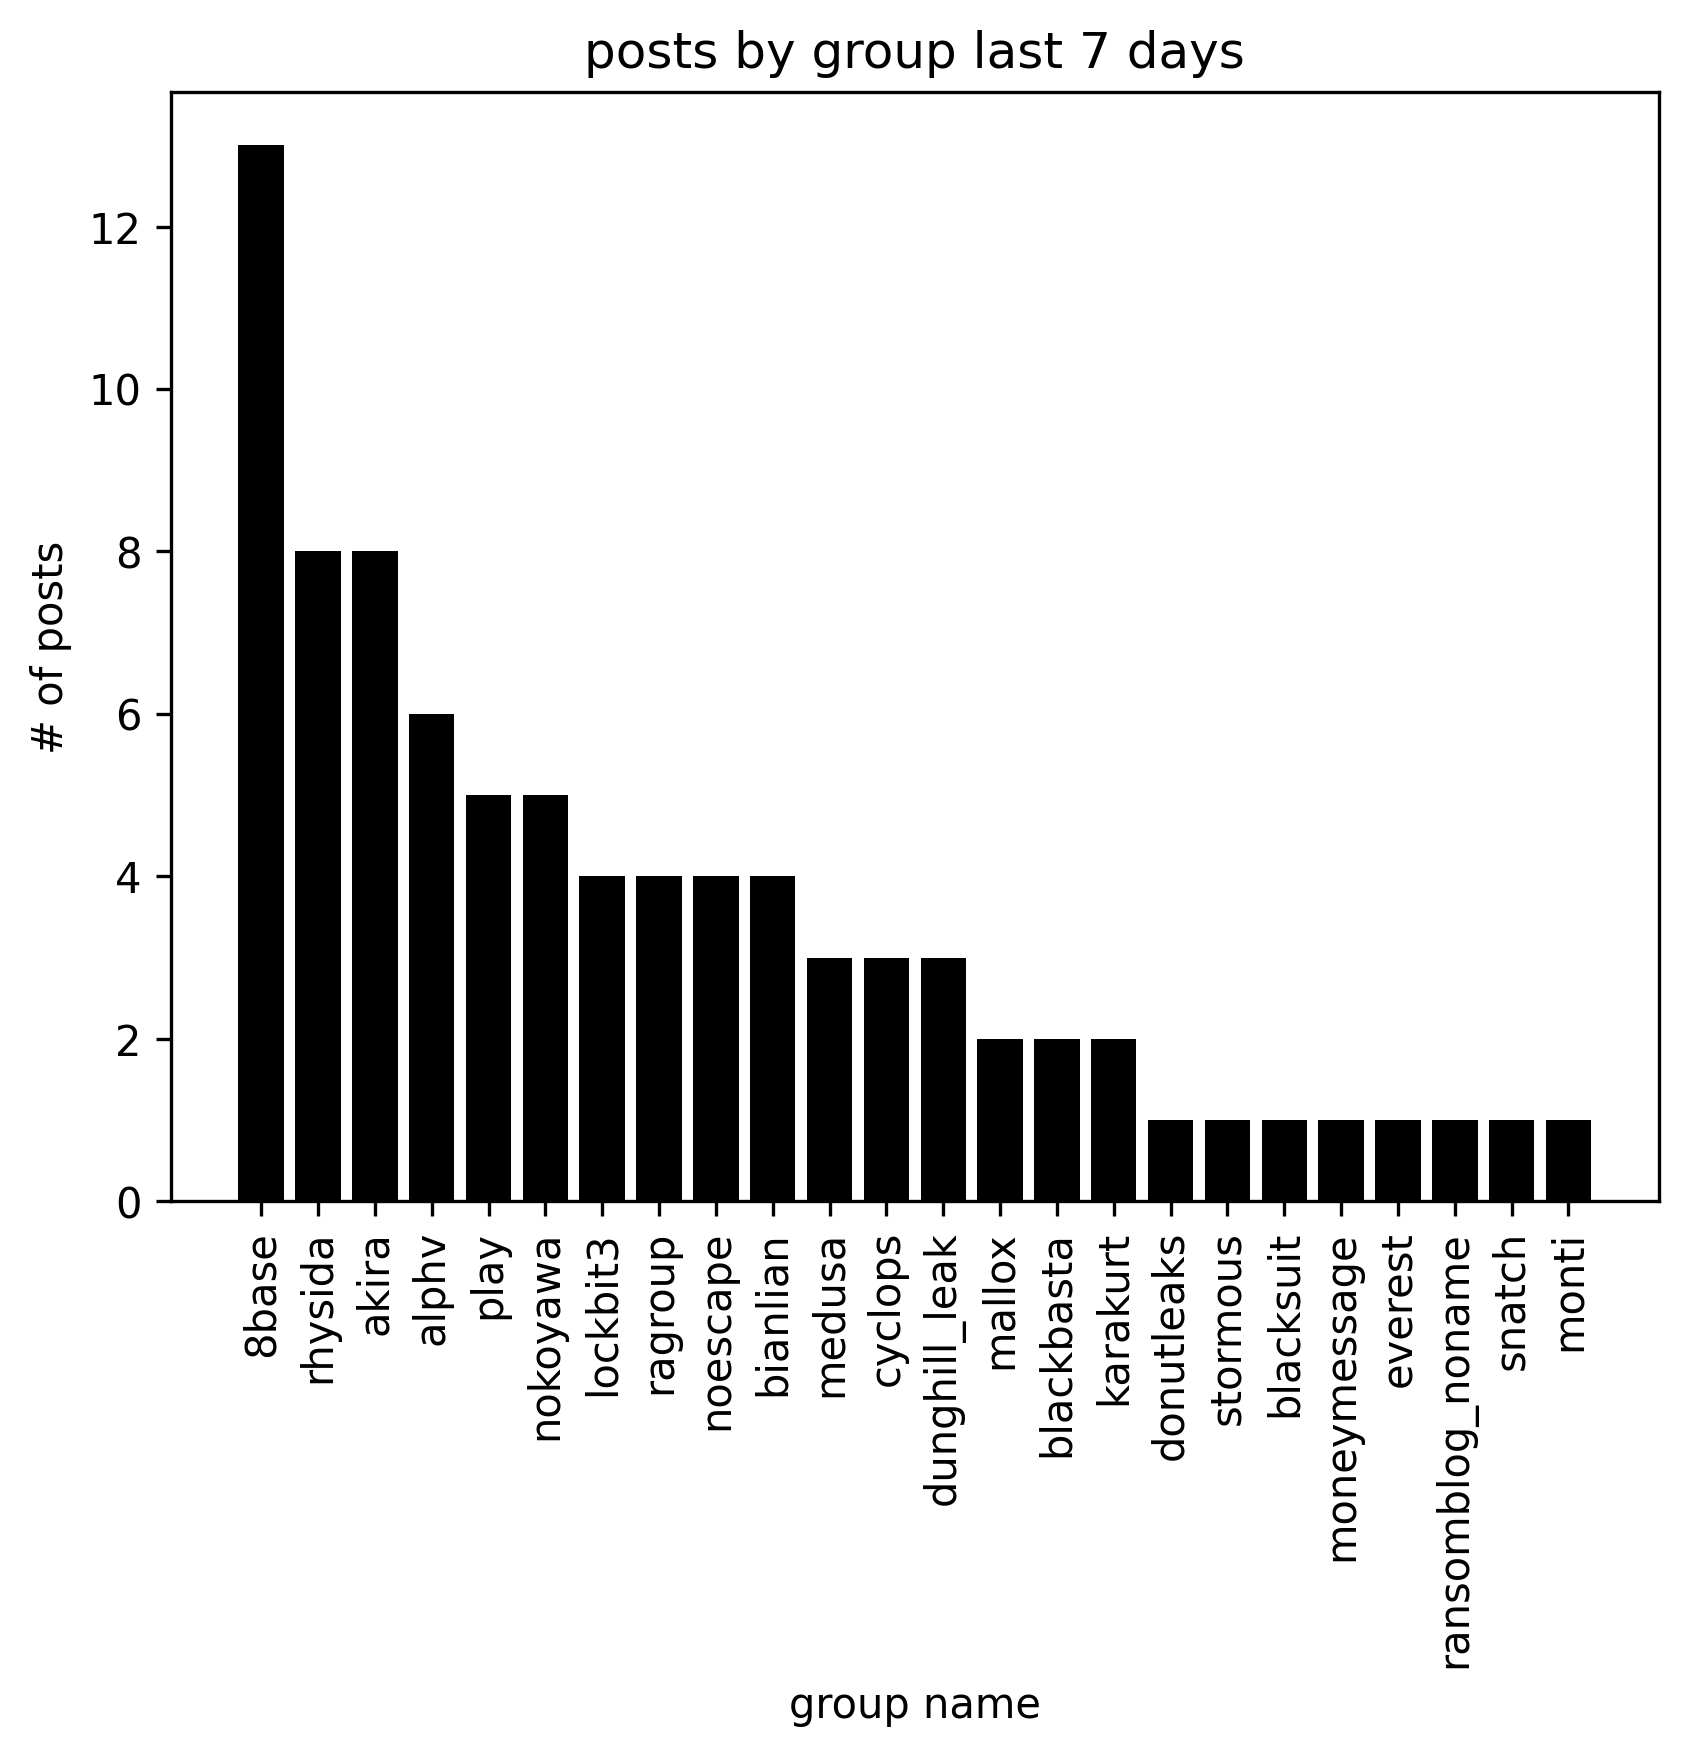 posts by group last 7 days
# of posts
12
10
8
6
4
2
0
8base
rhysida
akira
alphv
play
nokoyawa
lockbit3
ragroup
noescape
bianlian
medusa
cyclops
dunghill_leak
mallox
blackbasta
karakurt
donutleaks
stormous
blacksuit
moneymessage
everest
ransomblog_noname
snatch
monti
group name